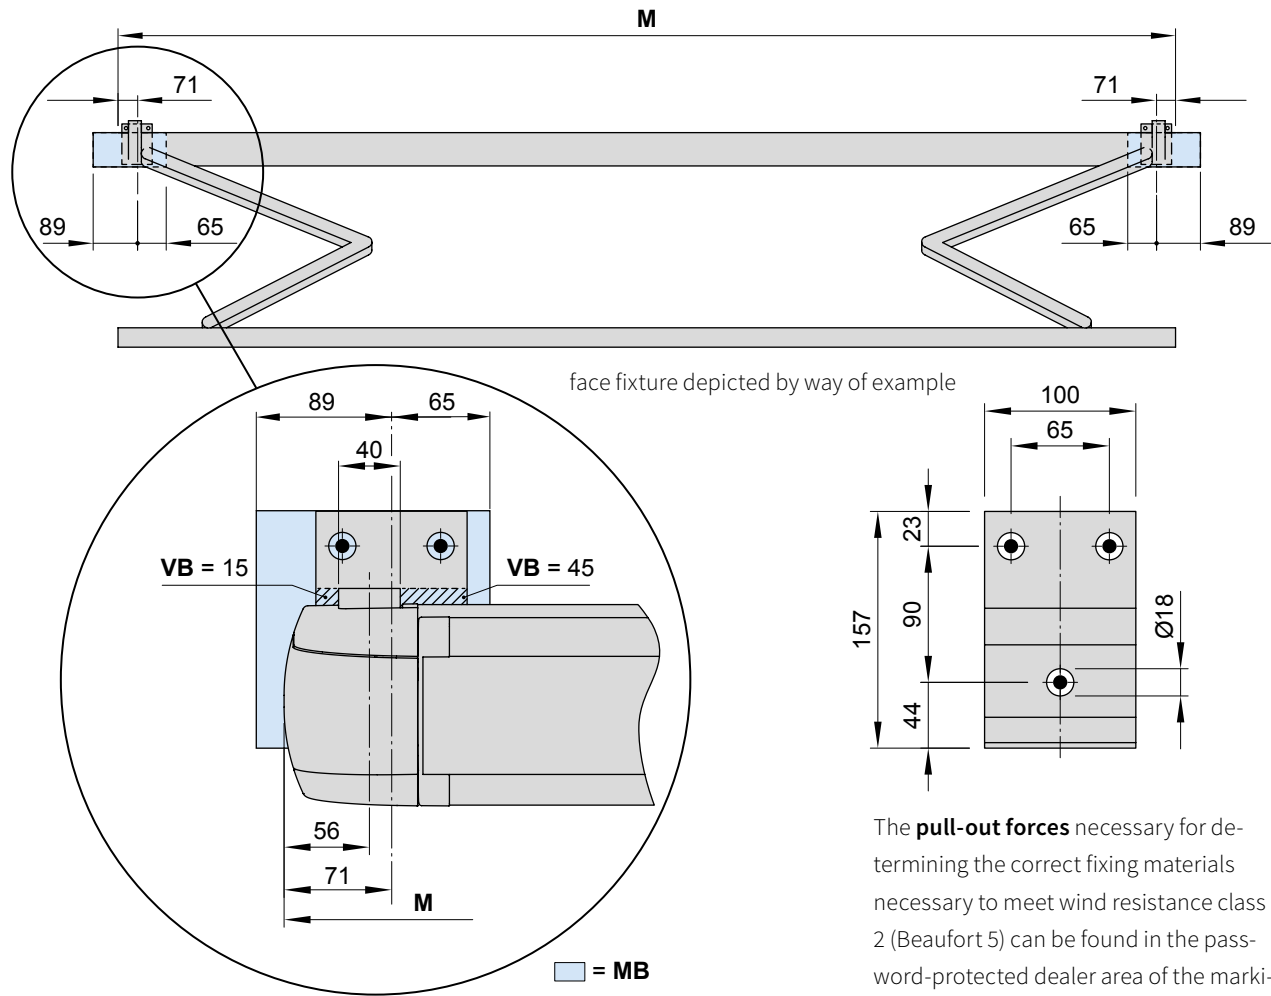 M
71
71
89
65
65
89
face fixture depicted by way of example
89
65
40
VB = 15
VB = 45
56
71
M
= MB
100
65
23
90
157
44
Ø18
The pull-out forces necessary for de-
termining the correct fixing materials
necessary to meet wind resistance class
2 (Beaufort 5) can be found in the pass-
word-protected dealer area of the marki-